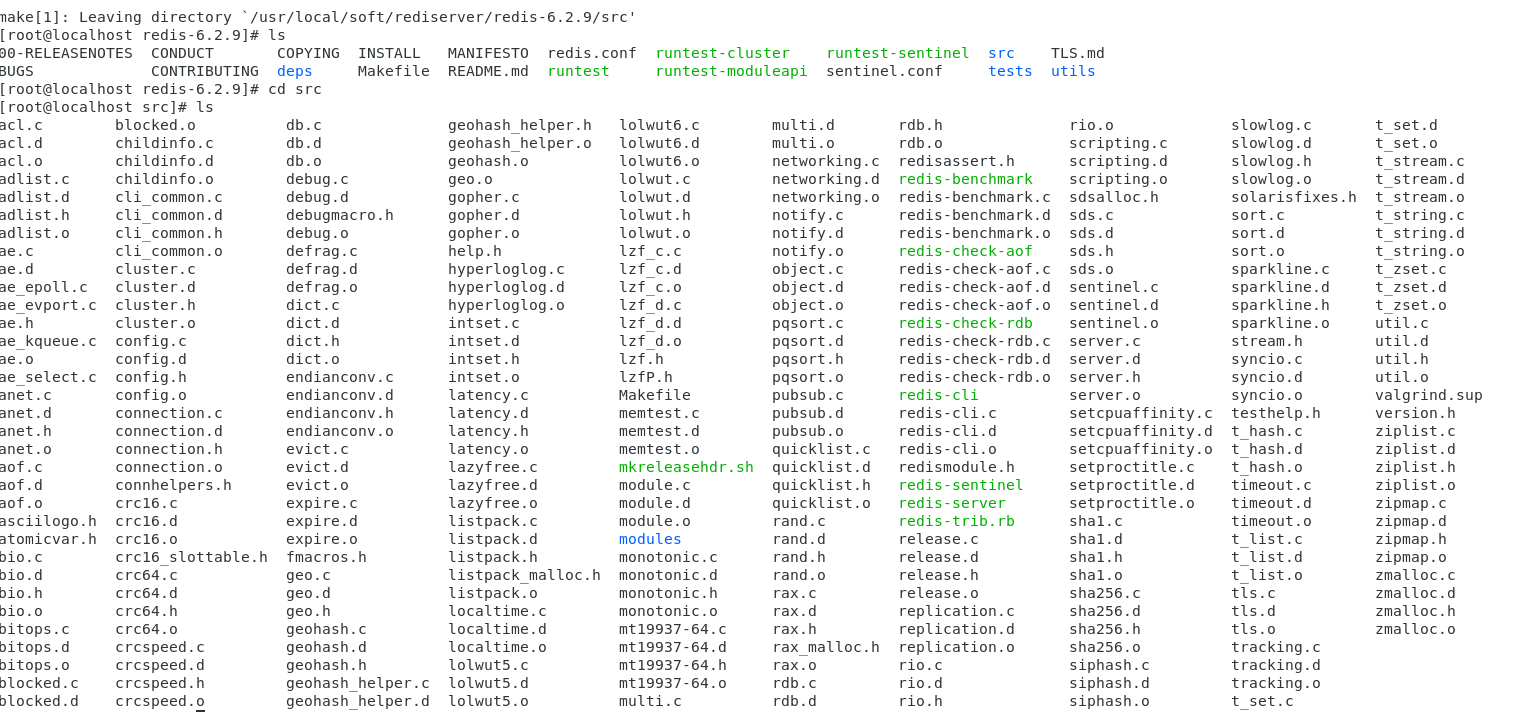 make[1]: Leaving directory `/usr/local/soft/rediserver/redis-6.2.9/src'
[root@localhost redis-6.2.9]# ls
00-RELEASENOTES  CONDUCT       COPYING  INSTALL   MANIFESTO  redis.conf  runtest-cluster    runtest-sentinel  src    TLS.md
BUGS             CONTRIBUTING  deps     Makefile  README.md  runtest     runtest-moduleapi  sentinel.conf     tests  utils
[root@localhost redis-6.2.9]# cd src
[root@localhost src]# ls
acl.c        blocked.o          db.c             geohash_helper.h   lolwut6.c      multi.d       rdb.h              rio.o            slowlog.c       t_set.d
acl.d        childinfo.c        db.d             geohash_helper.o   lolwut6.d      multi.o       rdb.o              scripting.c      slowlog.d       t_set.o
acl.o        childinfo.d        db.o             geohash.o          lolwut6.o      networking.c  redisassert.h      scripting.d      slowlog.h       t_stream.c
adlist.c     childinfo.o        debug.c          geo.o              lolwut.c       networking.d  redis-benchmark    scripting.o      slowlog.o       t_stream.d
adlist.d     cli_common.c       debug.d          gopher.c           lolwut.d       networking.o  redis-benchmark.c  sdsalloc.h       solarisfixes.h  t_stream.o
adlist.h     cli_common.d       debugmacro.h     gopher.d           lolwut.h       notify.c      redis-benchmark.d  sds.c            sort.c          t_string.c
adlist.o     cli_common.h       debug.o          gopher.o           lolwut.o       notify.d      redis-benchmark.o  sds.d            sort.d          t_string.d
ae.c         cli_common.o       defrag.c         help.h             lzf_c.c        notify.o      redis-check-aof    sds.h            sort.o          t_string.o
ae.d         cluster.c          defrag.d         hyperloglog.c      lzf_c.d        object.c      redis-check-aof.c  sds.o            sparkline.c     t_zset.c
ae_epoll.c   cluster.d          defrag.o         hyperloglog.d      lzf_c.o        object.d      redis-check-aof.d  sentinel.c       sparkline.d     t_zset.d
ae_evport.c  cluster.h          dict.c           hyperloglog.o      lzf_d.c        object.o      redis-check-aof.o  sentinel.d       sparkline.h     t_zset.o
ae.h         cluster.o          dict.d           intset.c           lzf_d.d        pqsort.c      redis-check-rdb    sentinel.o       sparkline.o     util.c
ae_kqueue.c  config.c           dict.h           intset.d           lzf_d.o        pqsort.d      redis-check-rdb.c  server.c         stream.h        util.d
ae.o         config.d           dict.o           intset.h           lzf.h          pqsort.h      redis-check-rdb.d  server.d         syncio.c        util.h
ae_select.c  config.h           endianconv.c     intset.o           lzfP.h         pqsort.o      redis-check-rdb.o  server.h         syncio.d        util.o
anet.c       config.o           endianconv.d     latency.c          Makefile       pubsub.c      redis-cli          server.o         syncio.o        valgrind.sup
anet.d       connection.c       endianconv.h     latency.d          memtest.c      pubsub.d      redis-cli.c        setcpuaffinity.c  testhelp.h     version.h
anet.h       connection.d       endianconv.o     latency.h          memtest.d      pubsub.o      redis-cli.d        setcpuaffinity.d  t_hash.c       ziplist.c
anet.o       connection.h       evict.c          latency.o          memtest.o      quicklist.c   redis-cli.o        setcpuaffinity.o  t_hash.d       ziplist.d
aof.c        connection.o       evict.d          lazyfree.c         mkreleasehdr.sh  quicklist.d  redismodule.h     setproctitle.c   t_hash.o        ziplist.h
aof.d        connhelpers.h      evict.o          lazyfree.d         module.c       quicklist.h   redis-sentinel     setproctitle.d   timeout.c       ziplist.o
aof.o        crc16.c            expire.c         lazyfree.o         module.d       quicklist.o   redis-server       setproctitle.o   timeout.d       zipmap.c
asciilogo.h  crc16.d            expire.d         listpack.c         module.o       rand.c        redis-trib.rb      sha1.c           timeout.o       zipmap.d
atomicvar.h  crc16.o            expire.o         listpack.d         modules        rand.d        release.c          sha1.d           t_list.c        zipmap.h
bio.c        crc16_slottable.h  fmacros.h        listpack.h         monotonic.c    rand.h        release.d          sha1.h           t_list.d        zipmap.o
bio.d        crc64.c            geo.c            listpack_malloc.h  monotonic.d    rand.o        release.h          sha1.o           t_list.o        zmalloc.c
bio.h        crc64.d            geo.d            listpack.o         monotonic.h    rax.c         release.o          sha256.c         tls.c           zmalloc.d
bio.o        crc64.h            geo.h            localtime.c        monotonic.o    rax.d         replication.c      sha256.d         tls.d           zmalloc.h
bitops.c     crc64.o            geohash.c        localtime.d        mt19937-64.c   rax.h         replication.d      sha256.h         tls.o           zmalloc.o
bitops.d     crcspeed.c         geohash.d        localtime.o        mt19937-64.d   rax_malloc.h  replication.o      sha256.o         tracking.c
bitops.o     crcspeed.d         geohash.h        lolwut5.c          mt19937-64.h   rax.o         rio.c              siphash.c        tracking.d
blocked.c    crcspeed.h         geohash_helper.c  lolwut5.d         mt19937-64.o   rdb.c         rio.d              siphash.d        tracking.o
blocked.d    crcspeed.o         geohash_helper.d  lolwut5.o         multi.c        rdb.d         rio.h              siphash.o        t_set.c